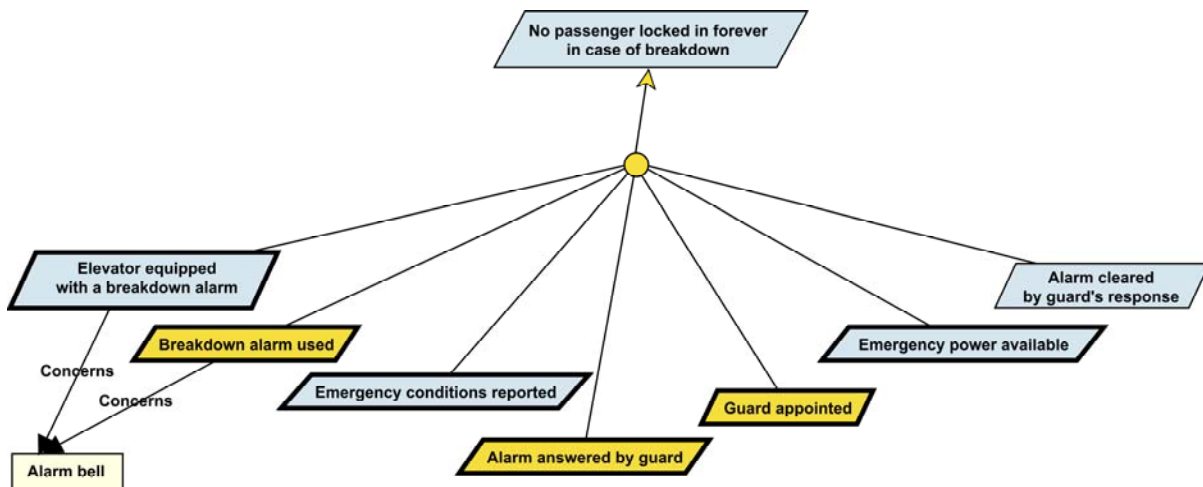 No passenger locked in forever
in case of breakdown
Elevator equipped
with a breakdown alarm
Alarm cleared
by guard's response
Breakdown alarm used
Emergency power available
Concerns
Emergency conditions reported
Concerns
Guard appointed
Alarm answered by guard
Alarm bell